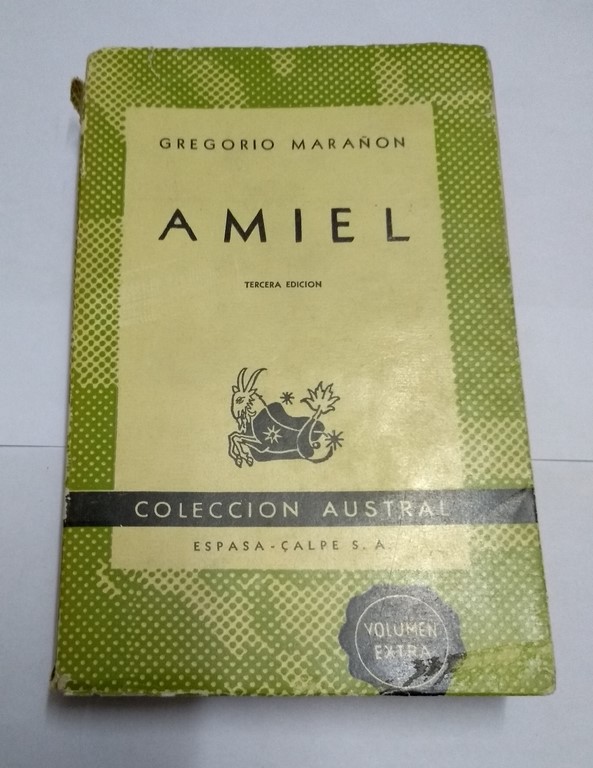 GREGORIO MARAÑON
AMIEL
TERCERA EDICION
COLECCION AUSTRAL
ESPASA-CALPE S. A.
VOLUMEN
EXTRA